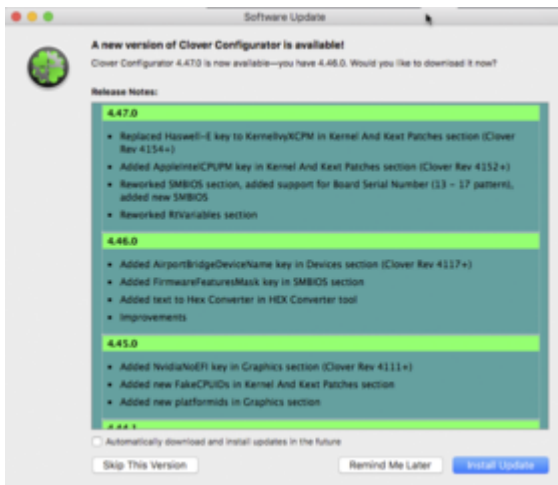 Software Update
A new version of Clover Configurator is available!
Clover Configurator 4.47.0 is now available—you have 4.46.0. Would you like to download it now?
Release Notes:
4.47.0
• Replaced Haswell-E key to KernelIvyXCPM in Kernel And Kext Patches section (Clover
Rev 4154+)
• Added AppleIntelCPUPM key in Kernel And Kext Patches section (Clover Rev 4152+)
• Reworked SMBIOS section, added support for Board Serial Number (13 - 17 pattern),
added new SMBIOS
• Reworked RtVariables section
4.46.0
• Added AirportBridgeDeviceName key in Devices section (Clover Rev 4117+)
• Added FirmwareFeaturesMask key in SMBIOS section
• Added text to Hex Converter in HEX Converter tool
• Improvements
4.45.0
• Added NvidiaNoEFI key in Graphics section (Clover Rev 4111+)
• Added new FakeCPUIDs in Kernel And Kext Patches section
• Added new platformids in Graphics section
4.44.1
Automatically download and install updates in the future
Skip This Version
Remind Me Later
Install Update